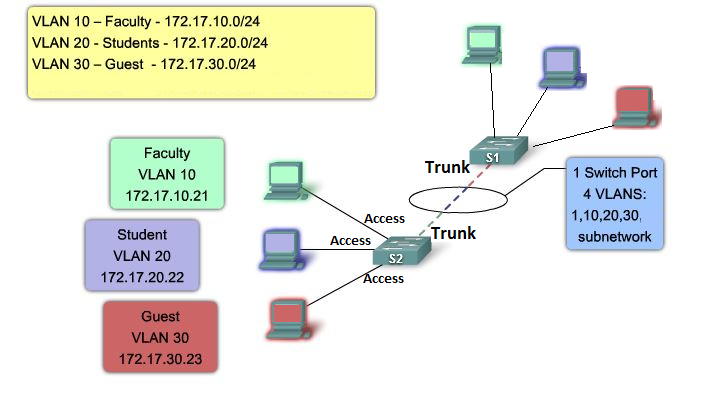 VLAN 10 – Faculty - 172.17.10.0/24
VLAN 20 - Students - 172.17.20.0/24
VLAN 30 – Guest - 172.17.30.0/24
S1
Trunk
1 Switch Port
4 VLANS:
1,10,20,30,
subnetwork
Faculty
VLAN 10
172.17.10.21
Access
Student
VLAN 20
172.17.20.22
Access
Trunk
S2
Access
Guest
VLAN 30
172.17.30.23